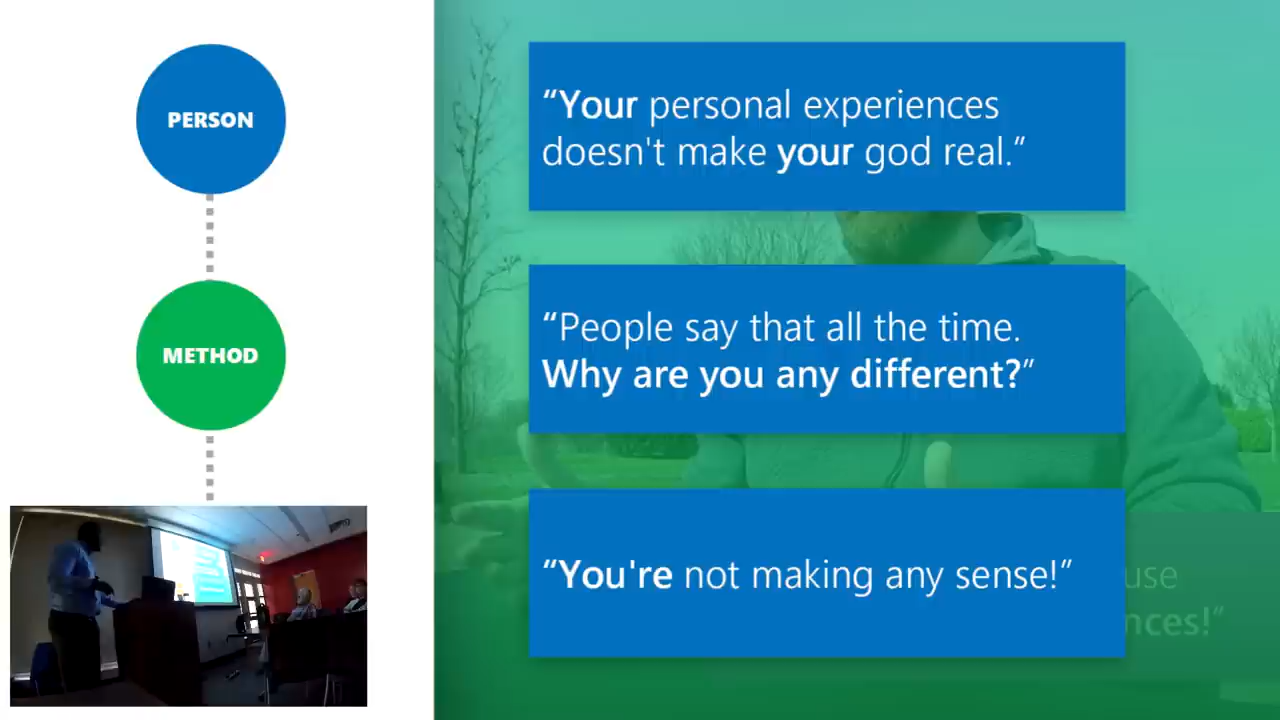 PERSON
METHOD
“Your personal experiences
doesn't make your god real.”
“People say that all the time.
Why are you any different?”
“You're not making any sense!”